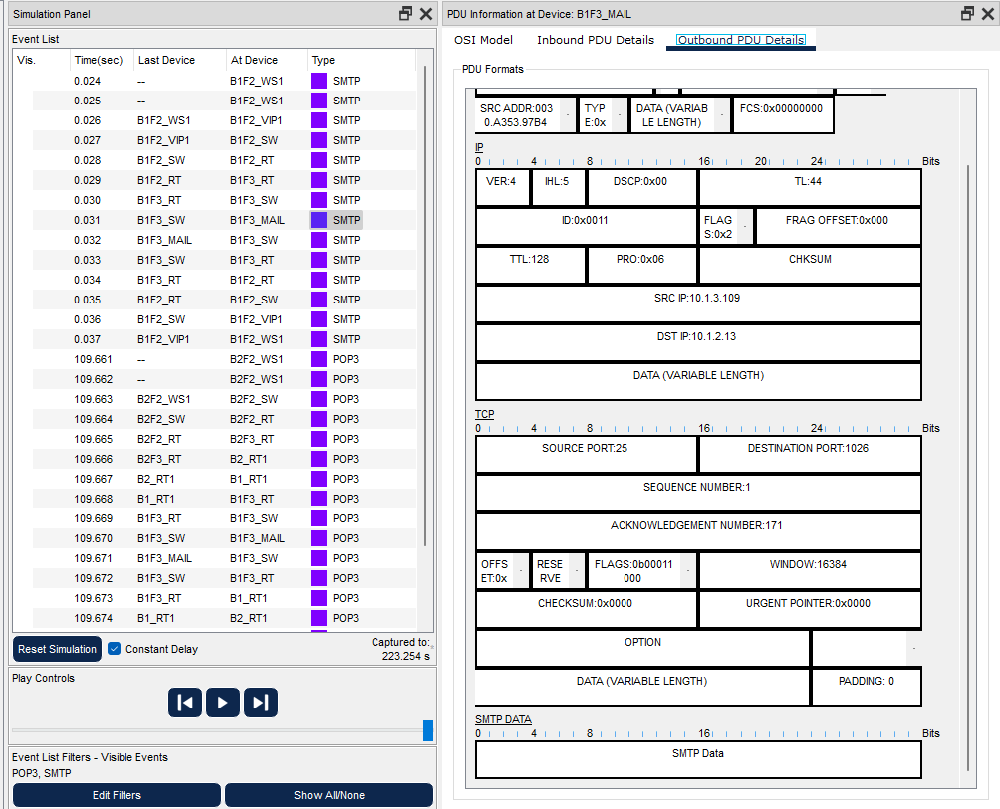 Simulation Panel
Event List
Vis. Time(sec) Last Device At Device Type
0.024 -- B1F2_WS1 SMTP
0.025 -- B1F2_WS1 SMTP
0.026 B1F2_WS1 B1F2_VIP1 SMTP
0.027 B1F2_VIP1 B1F2_SW SMTP
0.028 B1F2_SW B1F2_RT SMTP
0.029 B1F2_RT B1F3_RT SMTP
0.030 B1F3_RT B1F3_SW SMTP
0.031 B1F3_SW B1F3_MAIL SMTP
0.032 B1F3_MAIL B1F3_SW SMTP
0.033 B1F3_SW B1F3_RT SMTP
0.034 B1F3_RT B1F2_RT SMTP
0.035 B1F2_RT B1F2_SW SMTP
0.036 B1F2_SW B1F2_VIP1 SMTP
0.037 B1F2_VIP1 B1F2_WS1 SMTP
109.661 -- B2F2_WS1 POP3
109.662 -- B2F2_WS1 POP3
109.663 B2F2_WS1 B2F2_SW POP3
109.664 B2F2_SW B2F2_RT POP3
109.665 B2F2_RT B2F3_RT POP3
109.666 B2F3_RT B2_RT1 POP3
109.667 B2_RT1 B1_RT1 POP3
109.668 B1_RT1 B1F3_RT POP3
109.669 B1F3_RT B1F3_SW POP3
109.670 B1F3_SW B1F3_MAIL POP3
109.671 B1F3_MAIL B1F3_SW POP3
109.672 B1F3_SW B1F3_RT POP3
109.673 B1F3_RT B1_RT1 POP3
109.674 B1_RT1 B2_RT1 POP3
Reset Simulation Constant Delay Captured to:
223.254 s
Play Controls
Event List Filters - Visible Events
POP3, SMTP
Edit Filters Show All/None
PDU Information at Device: B1F3_MAIL
OSI Model Inbound PDU Details Outbound PDU Details
PDU Formats
SRC ADDR:003 TYP DATA (VARIAB FCS:0x00000000
0.A353.97B4 E:0x LE LENGTH)
IP
0 4 8 16 20 24 Bits
VER:4 IHL:5 DSCP:0x00 TL:44
ID:0x0011 FLAG FRAG OFFSET:0x000
S:0x2
TTL:128 PRO:0x06 CHKSUM
SRC IP:10.1.3.109
DST IP:10.1.2.13
DATA (VARIABLE LENGTH)
TCP
0 4 8 16 24 Bits
SOURCE PORT:25 DESTINATION PORT:1026
SEQUENCE NUMBER:1
ACKNOWLEDGEMENT NUMBER:171
OFFS RESE FLAGS:0b00011 WINDOW:16384
ET:0x RVE 000
CHECKSUM:0x0000 URGENT POINTER:0x0000
OPTION
DATA (VARIABLE LENGTH) PADDING: 0
SMTP DATA
0 4 8 16 24 Bits
SMTP Data